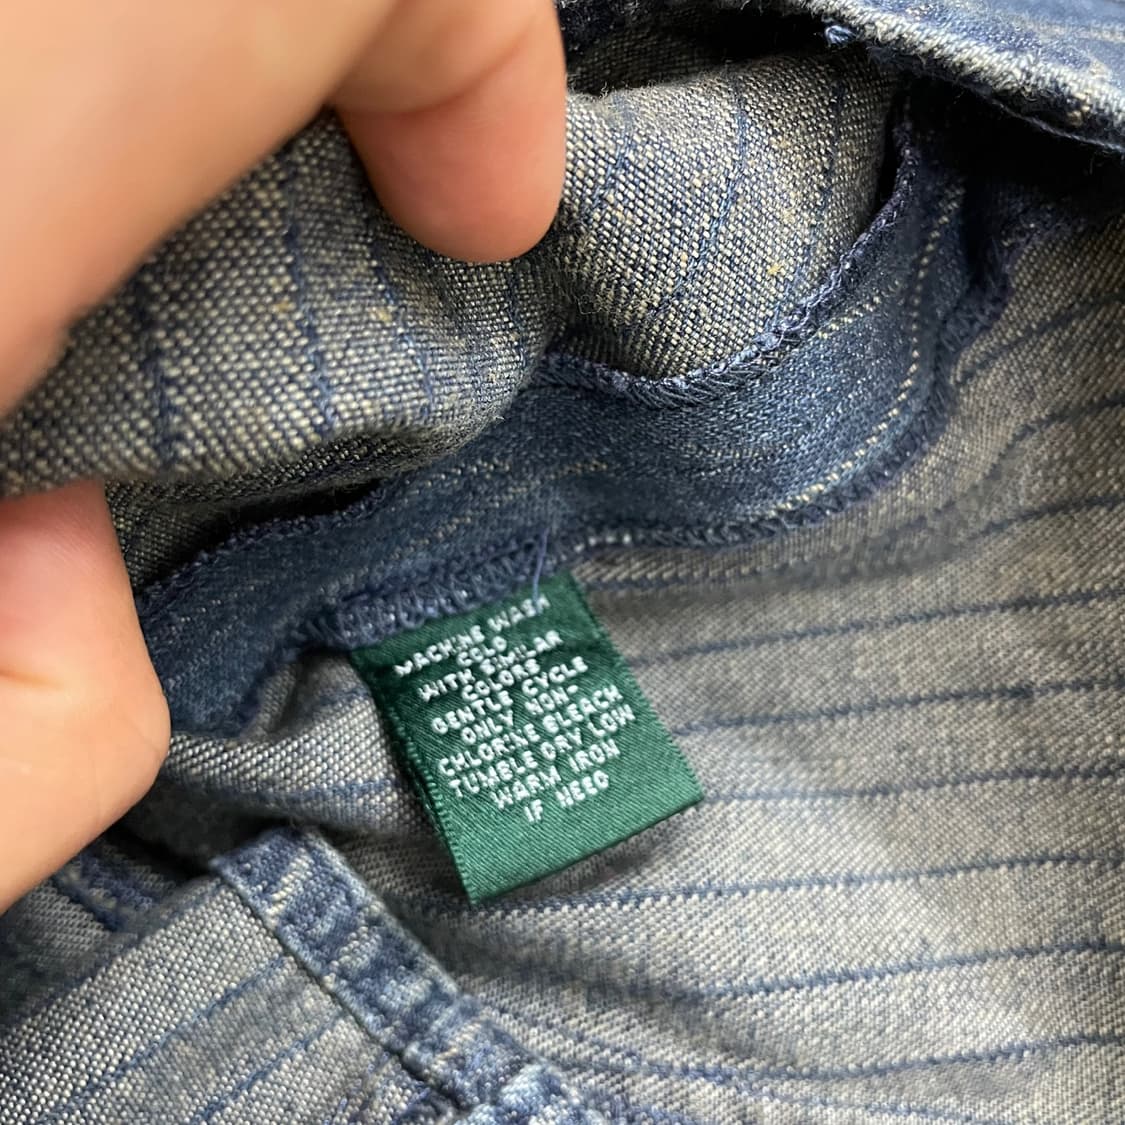 MACHINE WASH
COLD
WITH SIMILAR
COLORS
GENTLE CYCLE
ONLY NON-
CHLORINE BLEACH
TUMBLE DRY LOW
WARM IRON
IF NEED